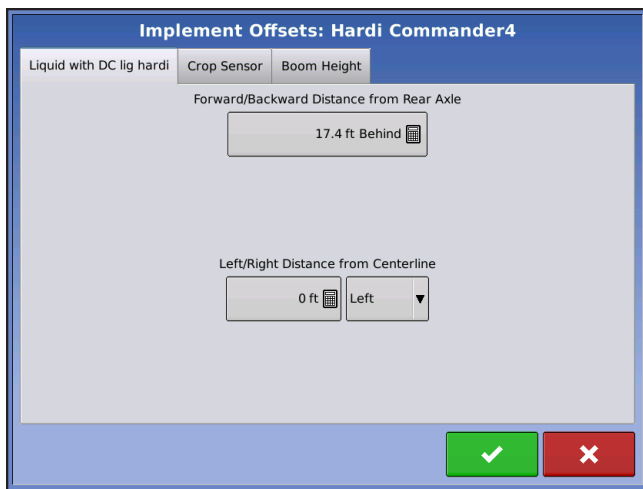 Implement Offsets: Hardi Commander4
Liquid with DC lig hardi
Crop Sensor
Boom Height
Forward/Backward Distance from Rear Axle
17.4 ft Behind
Left/Right Distance from Centerline
0 ft
Left